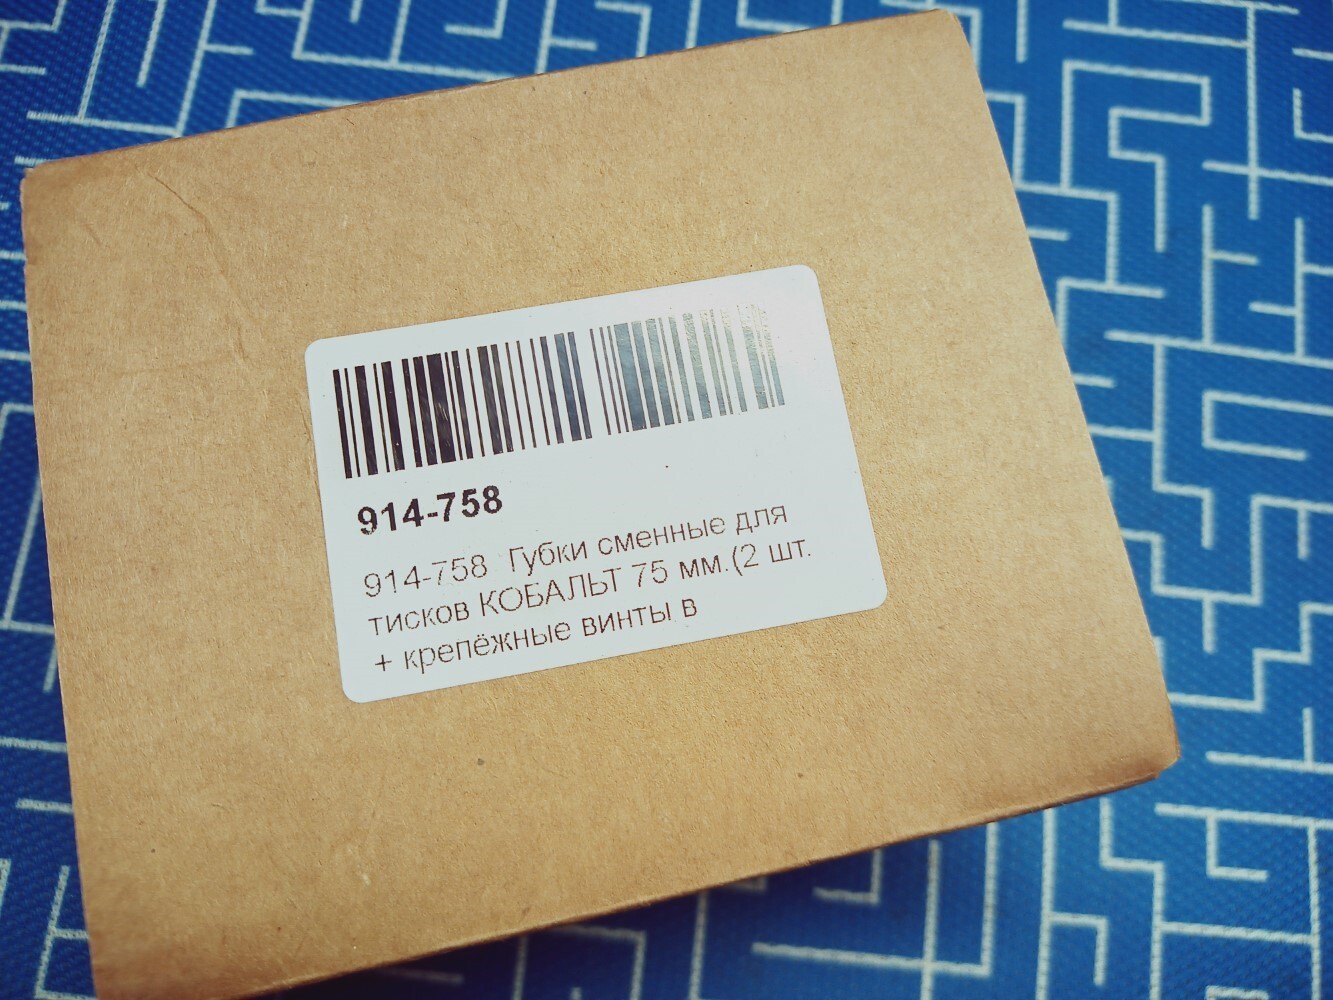 914-758
914-758 Губки сменные для
тисков КОБАЛЬТ 75 мм.(2 шт.
+ крепёжные винты в